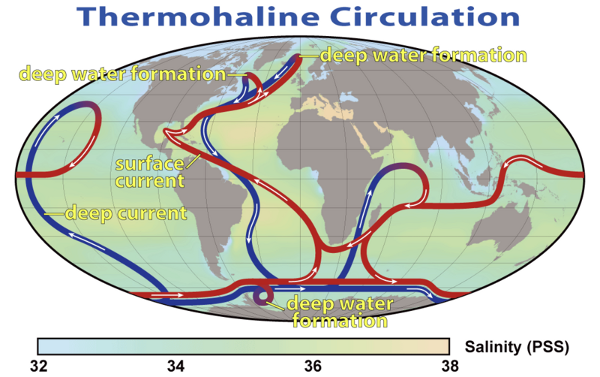 Thermohaline Circulation
deep water formation
deep water formation
surface
current
deep current
deep water
formation
Salinity (PSS)
32
34
36
38